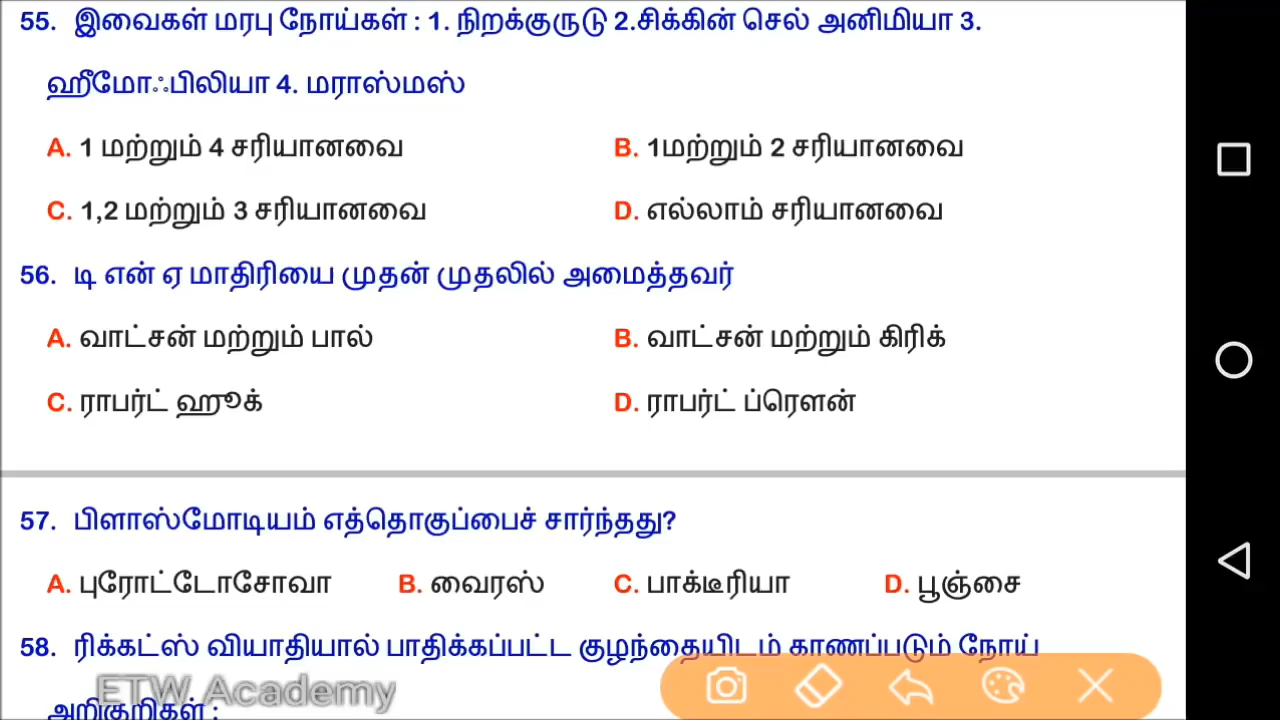 55. இவைகள் மரபு நோய்கள் : 1. நிறக்குருடு 2.சிக்கின் செல் அனிமியா 3.
ஹீமோஃபிலியா 4. மராஸ்மஸ்
A. 1 மற்றும் 4 சரியானவை B. 1மற்றும் 2 சரியானவை
C. 1,2 மற்றும் 3 சரியானவை D. எல்லாம் சரியானவை
56. டி என் ஏ மாதிரியை முதன் முதலில் அமைத்தவர்
A. வாட்சன் மற்றும் பால் B. வாட்சன் மற்றும் கிரிக்
C. ராபர்ட் ஹூக் D. ராபர்ட் ப்ரௌன்
57. பிளாஸ்மோடியம் எத்தொகுப்பைச் சார்ந்தது?
A. புரோட்டோசோவா B. வைரஸ் C. பாக்டீரியா D. பூஞ்சை
58. ரிக்கட்ஸ் வியாதியால் பாதிக்கப்பட்ட குழந்தையிடம் காணப்படும் நோய்
அறிகுறிகள் :
ETW Academy